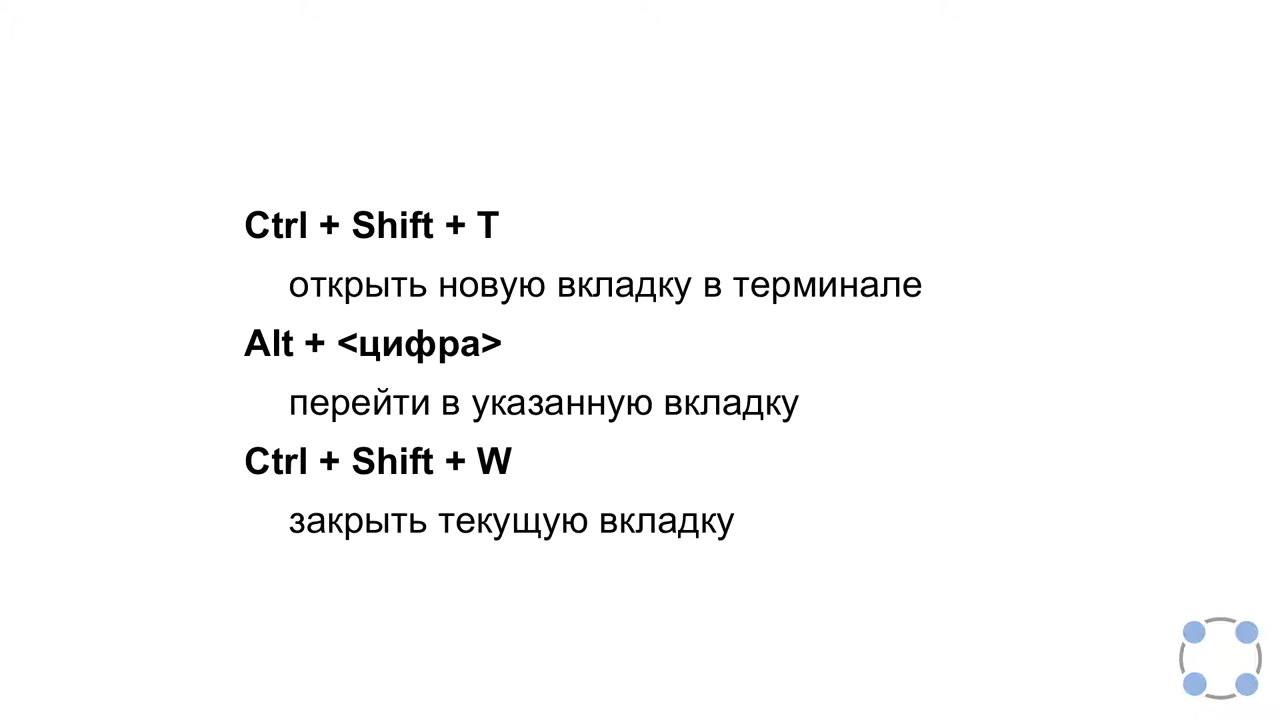 Ctrl + Shift + T
открыть новую вкладку в терминале
Alt + <цифра>
перейти в указанную вкладку
Ctrl + Shift + W
закрыть текущую вкладку